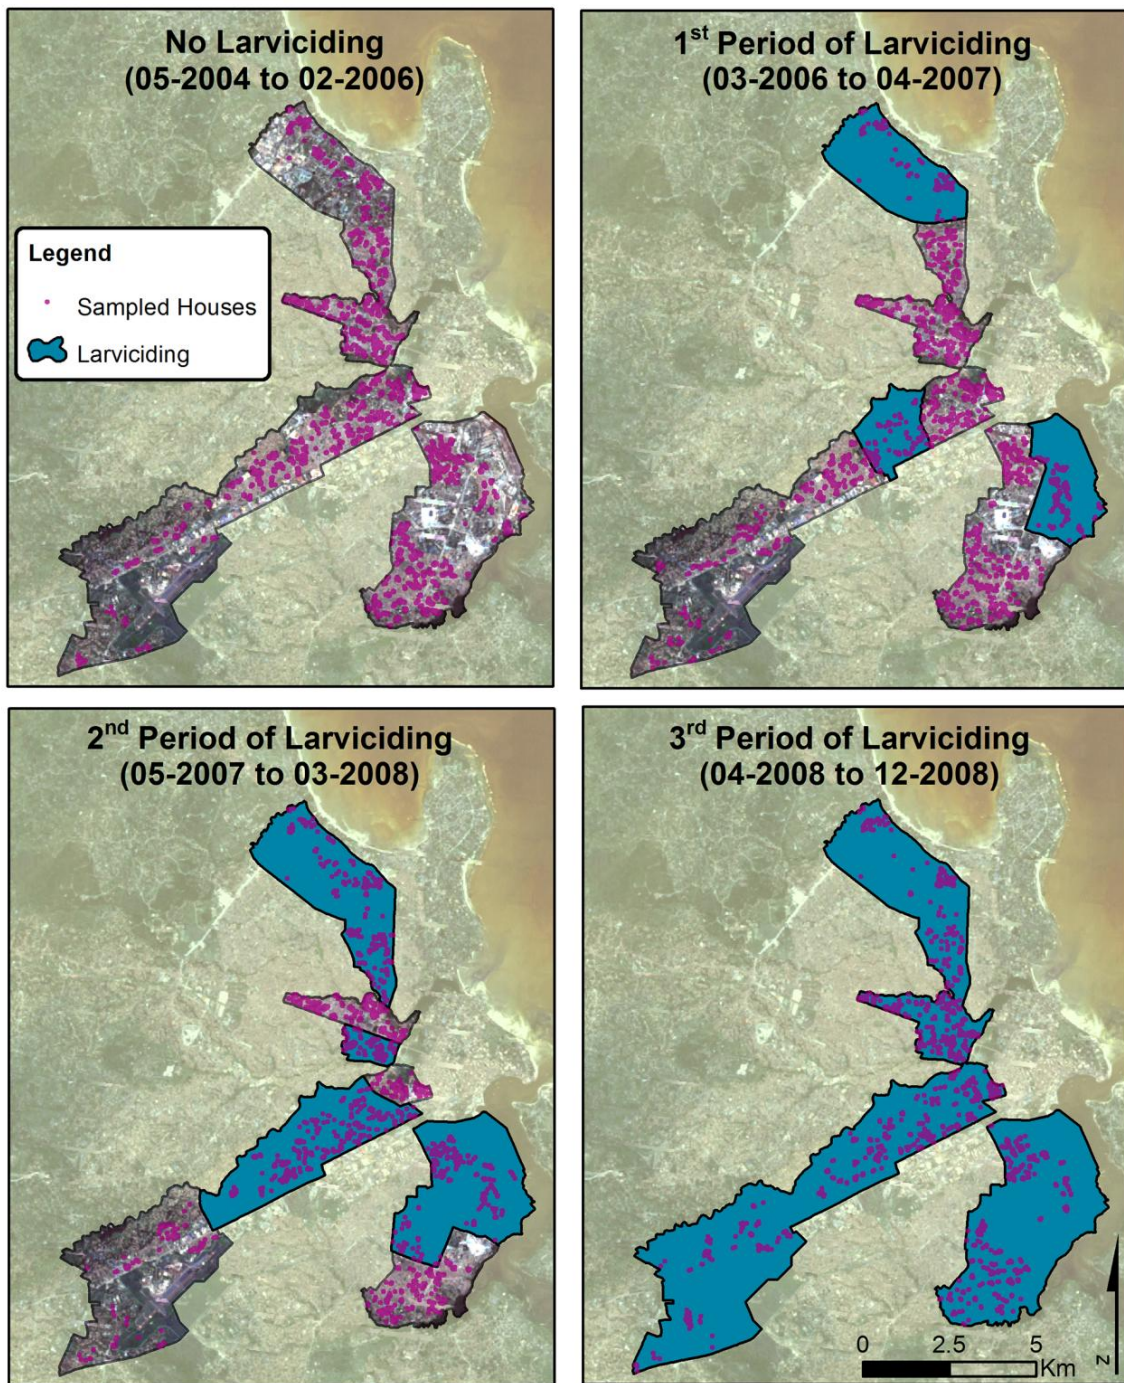 No Larviciding
(05-2004 to 02-2006)
1st Period of Larviciding
(03-2006 to 04-2007)
Legend
Sampled Houses
Larviciding
2nd Period of Larviciding
(05-2007 to 03-2008)
3rd Period of Larviciding
(04-2008 to 12-2008)
0 2.5 5
Km
N